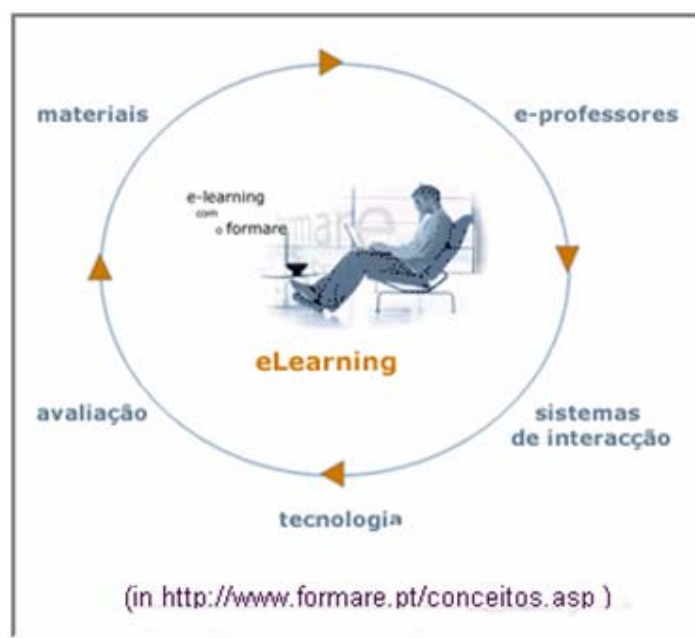 materiais
e-professores
e-learning
com
o formare
eLearning
avaliação
sistemas
de interacção
tecnologia
(in http://www.formare.pt/conceitos.asp )